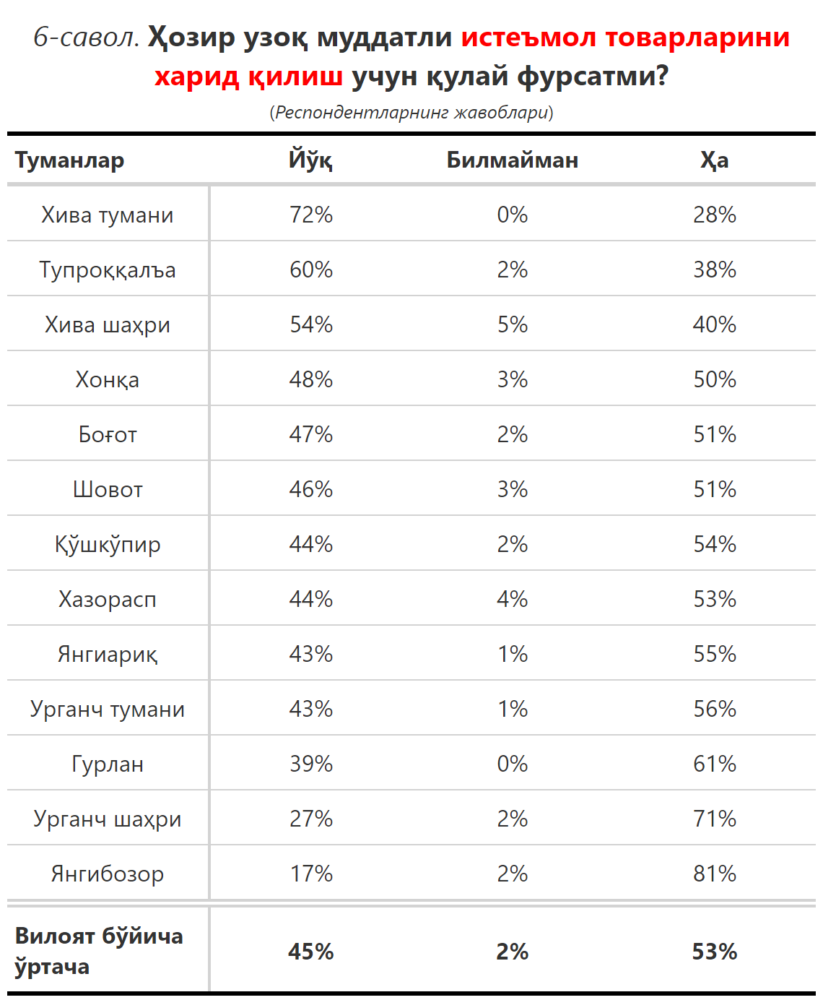 6-савол. Ҳозир узоқ муддатли истеъмол товарларини
харид қилиш учун қулай фурсатми?
(Респондентларнинг жавоблари)
Туманлар Йўқ Билмайман Ҳа
Хива тумани 72% 0% 28%
Тупроққалъа 60% 2% 38%
Хива шаҳри 54% 5% 40%
Хонқа 48% 3% 50%
Боғот 47% 2% 51%
Шовот 46% 3% 51%
Қўшкўпир 44% 2% 54%
Хазорасп 44% 4% 53%
Янгиариқ 43% 1% 55%
Урганч тумани 43% 1% 56%
Гурлан 39% 0% 61%
Урганч шаҳри 27% 2% 71%
Янгибозор 17% 2% 81%
Вилоят бўйича
ўртача 45% 2% 53%